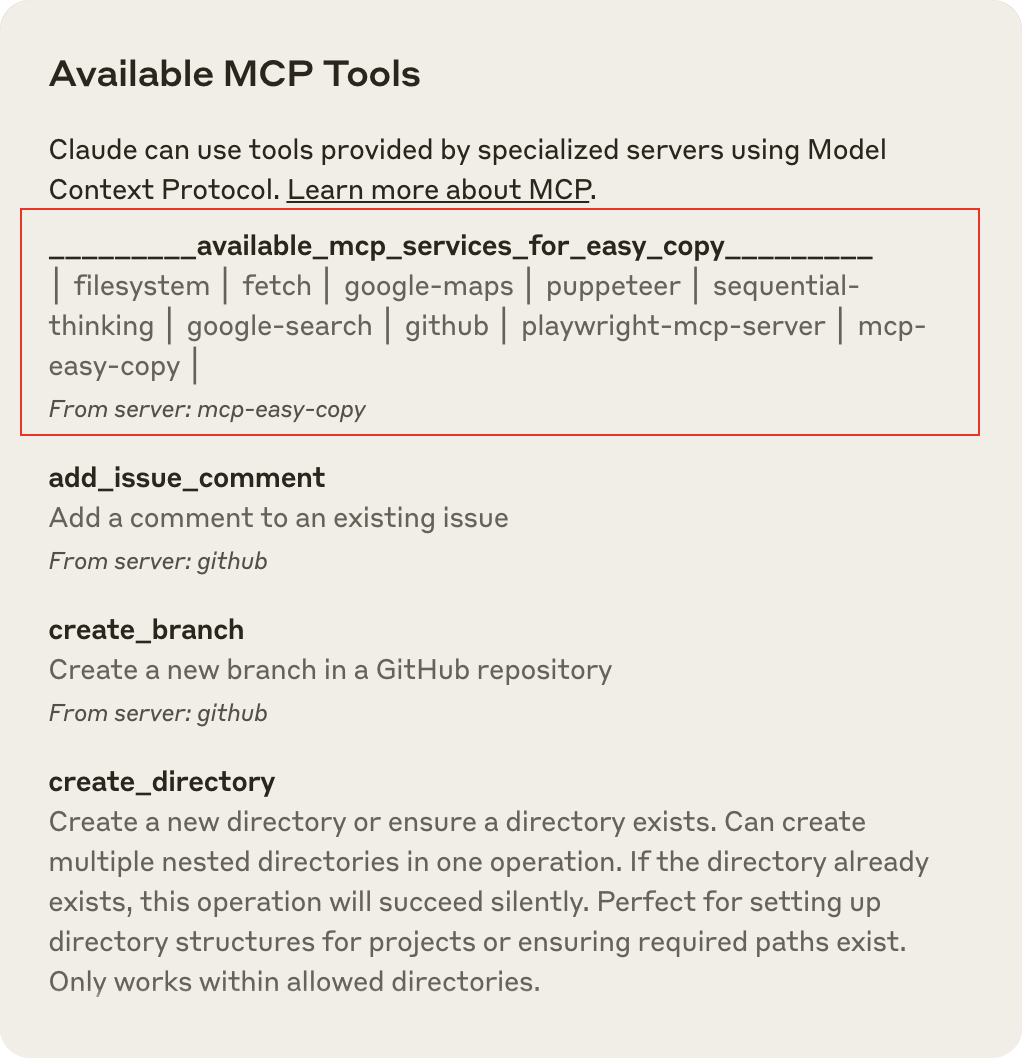 Available MCP Tools
Claude can use tools provided by specialized servers using Model
Context Protocol. Learn more about MCP.
_________available_mcp_services_for_easy_copy_________
| filesystem | fetch | google-maps | puppeteer | sequential-
thinking | google-search | github | playwright-mcp-server | mcp-
easy-copy |
From server: mcp-easy-copy
add_issue_comment
Add a comment to an existing issue
From server: github
create_branch
Create a new branch in a GitHub repository
From server: github
create_directory
Create a new directory or ensure a directory exists. Can create
multiple nested directories in one operation. If the directory already
exists, this operation will succeed silently. Perfect for setting up
directory structures for projects or ensuring required paths exist.
Only works within allowed directories.